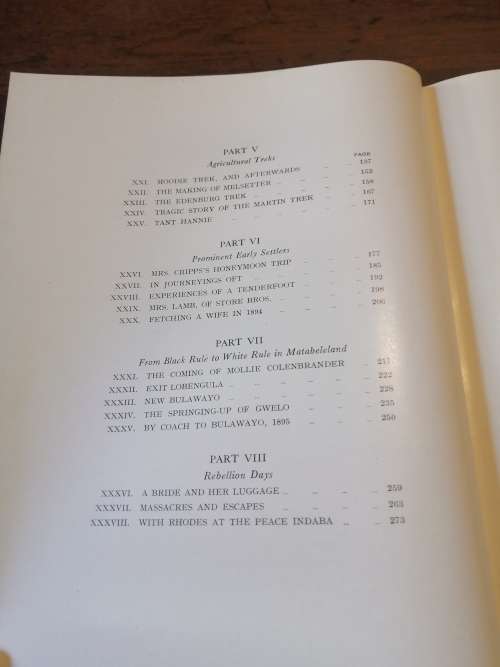 PART V
Agricultural Treks
PAGE
XXI. MOODIE TREK, AND AFTERWARDS .. .. .. 137
XXII. THE MAKING OF MELSETTER .. .. .. .. 152
XXIII. THE EDENBURG TREK .. .. .. .. .. 158
XXIV. TRAGIC STORY OF THE MARTIN TREK .. .. 167
XXV. TANT HANNIE .. .. .. .. .. 171
PART VI
Prominent Early Settlers
XXVI MRS. CRIPPS'S HONEYMOON TRIP .. .. .. 177
XXVII. IN JOURNEYINGS OFT .. .. .. .. 185
XXVIII. EXPERIENCES OF A TENDERFOOT .. .. .. 192
XXIX. MRS. LAMB, OF STORE BROS. .. .. .. 198
XXX. FETCHING A WIFE IN 1894 .. .. .. .. 206
PART VII
From Black Rule to White Rule in Matabeleland
XXXI. THE COMING OF MOLLIE COLENBRANDER .. .. 211
XXXII. EXIT LOBENGULA .. .. .. .. .. 222
XXXIII. NEW BULAWAYO .. .. .. .. .. 228
XXXIV. THE SPRINGING-UP OF GWELO .. .. .. 235
XXXV. BY COACH TO BULAWAYO, 1895 .. .. .. 250
PART VIII
Rebellion Days
XXXVI. A BRIDE AND HER LUGGAGE .. .. .. .. 259
XXXVII. MASSACRES AND ESCAPES .. .. .. .. 263
XXXVIII. WITH RHODES AT THE PEACE INDABA .. .. 273